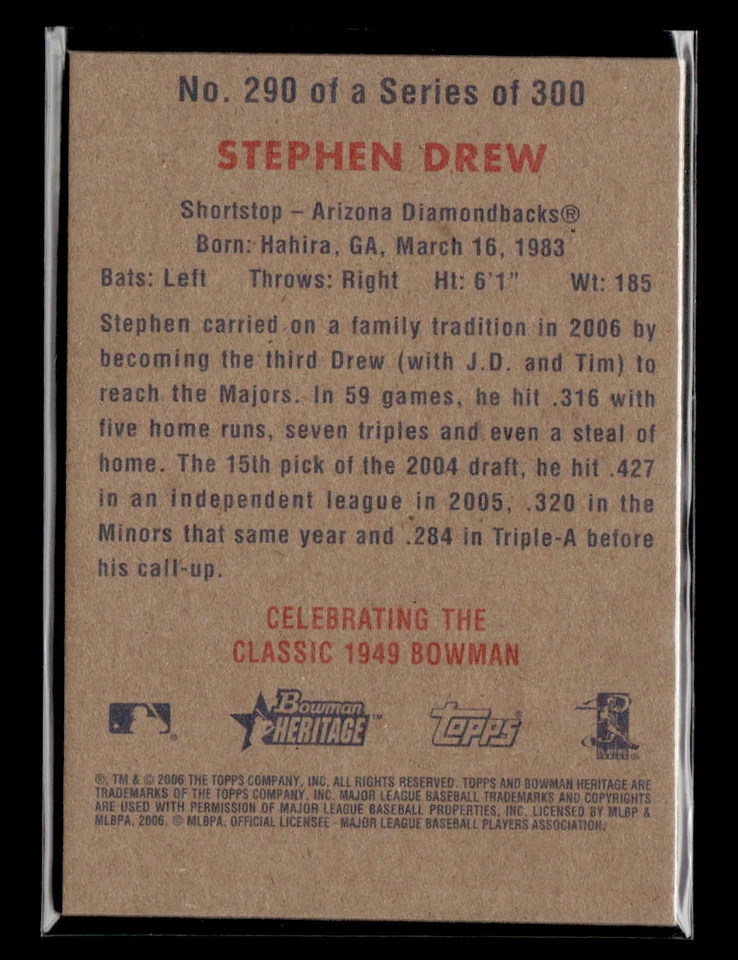 No. 290 of a Series of 300
STEPHEN DREW
Shortstop – Arizona Diamondbacks®
Born: Hahira, GA, March 16, 1983
Bats: Left Throws: Right Ht: 6'1" Wt: 185
Stephen carried on a family tradition in 2006 by
becoming the third Drew (with J.D. and Tim) to
reach the Majors. In 59 games, he hit .316 with
five home runs, seven triples and even a steal of
home. The 15th pick of the 2004 draft, he hit .427
in an independent league in 2005, .320 in the
Minors that same year and .284 in Triple-A before
his call-up.
CELEBRATING THE
CLASSIC 1949 BOWMAN
Bowman
HERITAGE™
Topps®
®, TM & © 2006 THE TOPPS COMPANY, INC. ALL RIGHTS RESERVED. TOPPS AND BOWMAN HERITAGE ARE
TRADEMARKS OF THE TOPPS COMPANY, INC. MAJOR LEAGUE BASEBALL TRADEMARKS AND COPYRIGHTS
ARE USED WITH PERMISSION OF MAJOR LEAGUE BASEBALL PROPERTIES, INC. LICENSED BY MLBP &
MLBPA, 2006. © MLBPA. OFFICIAL LICENSEE - MAJOR LEAGUE BASEBALL PLAYERS ASSOCIATION.